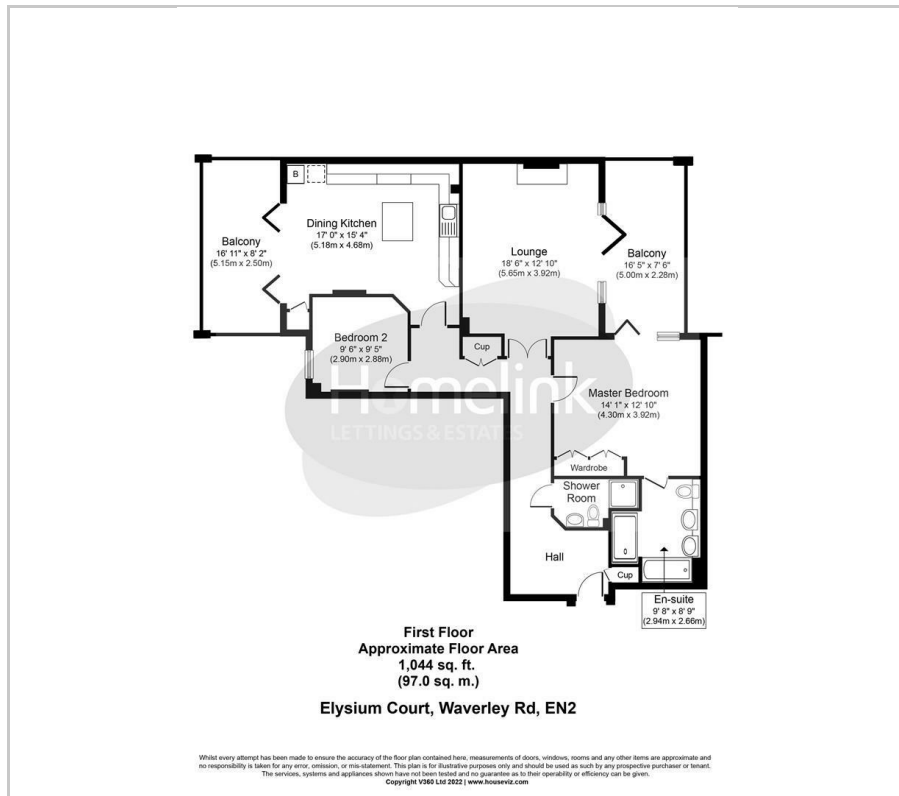 B
Dining Kitchen
17' 0" x 15' 4"
(5.18m x 4.68m)
Balcony
16' 11" x 8' 2"
(5.15m x 2.50m)
Lounge
18' 6" x 12' 10"
(5.65m x 3.92m)
Balcony
16' 5" x 7' 6"
(5.00m x 2.28m)
Bedroom 2
9' 6" x 9' 5"
(2.90m x 2.88m)
Cup
Homelink
LETTINGS & ESTATES
Master Bedroom
14' 1" x 12' 10"
(4.30m x 3.92m)
Wardrobe
Shower
Room
Hall
Cup
En-suite
9' 8" x 8' 9"
(2.94m x 2.66m)
First Floor
Approximate Floor Area
1,044 sq. ft.
(97.0 sq. m.)
Elysium Court, Waverley Rd, EN2
Whilst every attempt has been made to ensure the accuracy of the floor plan contained here, measurements of doors, windows, rooms and any other items are approximate and
no responsibility is taken for any error, omission, or mis-statement. This plan is for illustrative purposes only and should be used as such by any prospective purchaser or tenant.
The services, systems and appliances shown have not been tested and no guarantee as to their operability or efficiency can be given.
Copyright V360 Ltd 2022 | www.houseviz.com